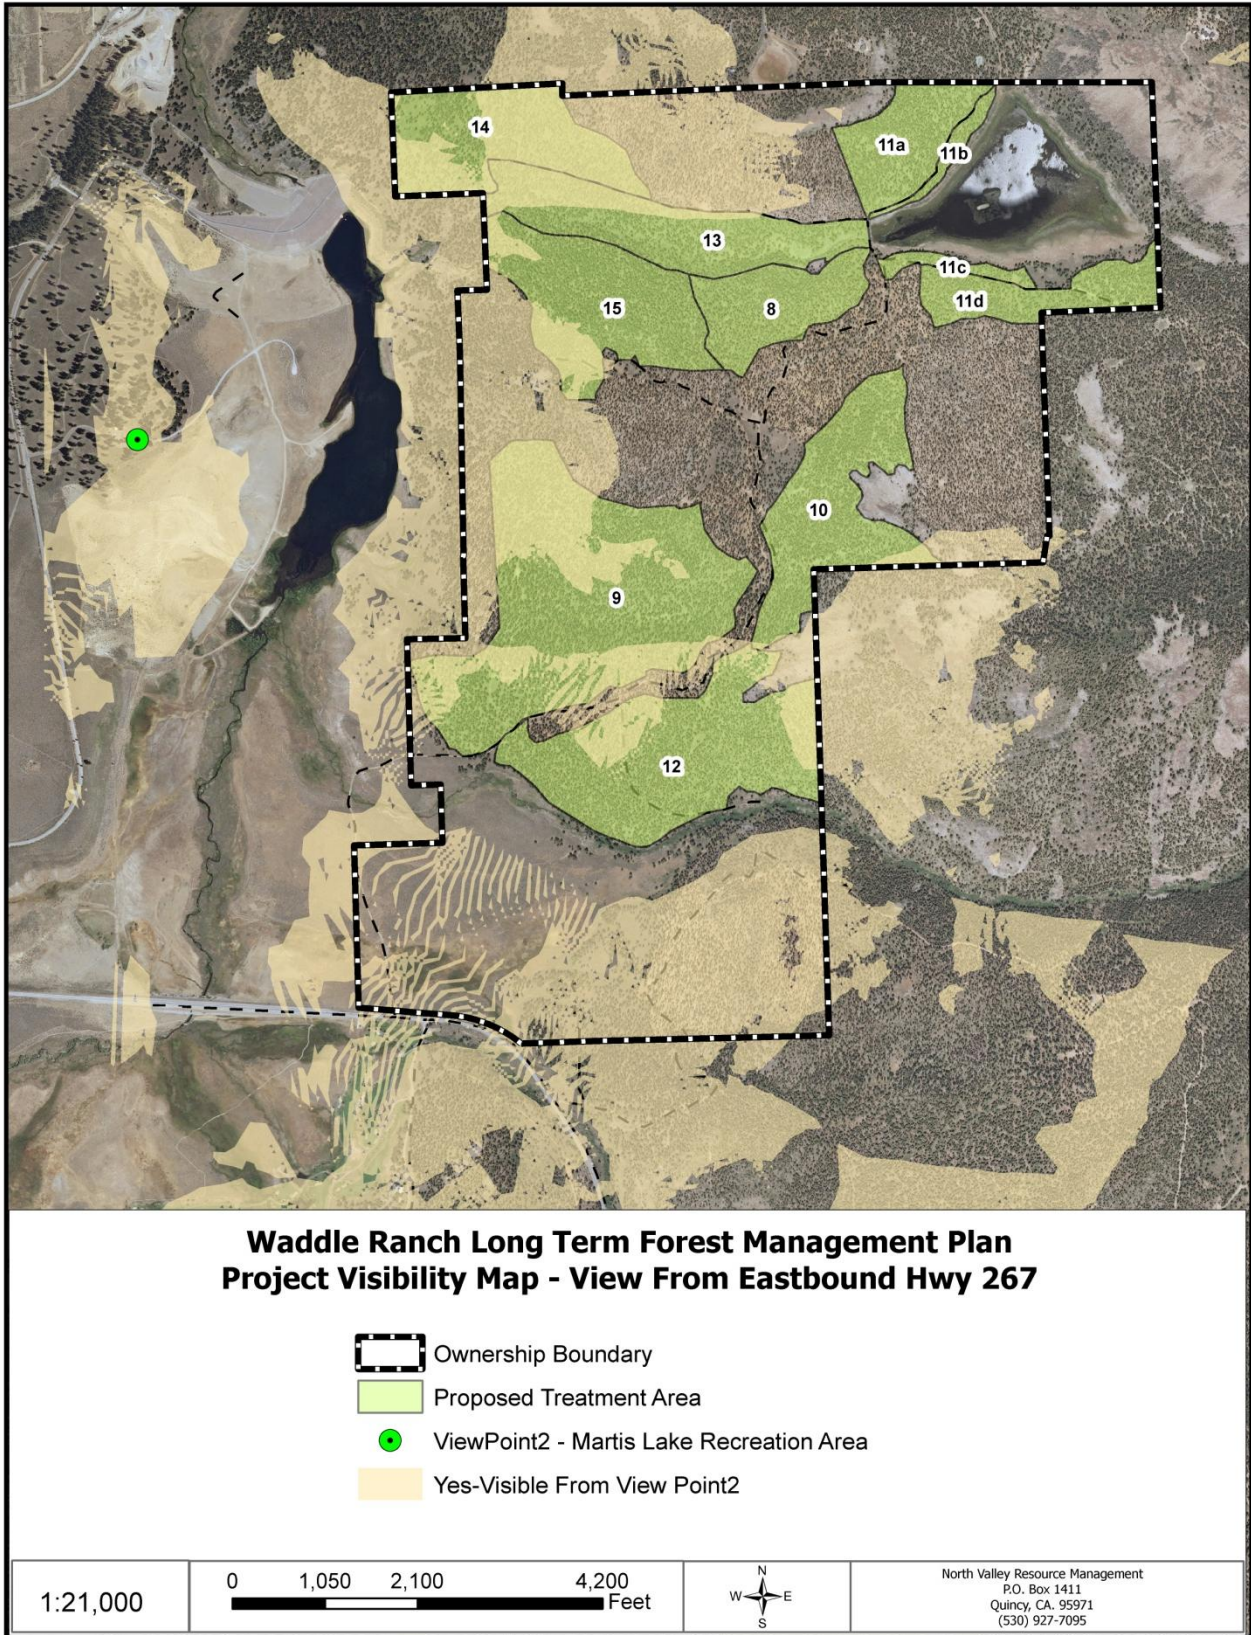 14
11a
11b
13
11c
11d
15
8
10
9
12
Waddle Ranch Long Term Forest Management Plan
Project Visibility Map - View From Eastbound Hwy 267
Ownership Boundary
Proposed Treatment Area
ViewPoint2 - Martis Lake Recreation Area
Yes-Visible From View Point2
1:21,000
0 1,050 2,100 4,200
Feet
N
W E
S
North Valley Resource Management
P.O. Box 1411
Quincy, CA. 95971
(530) 927-7095